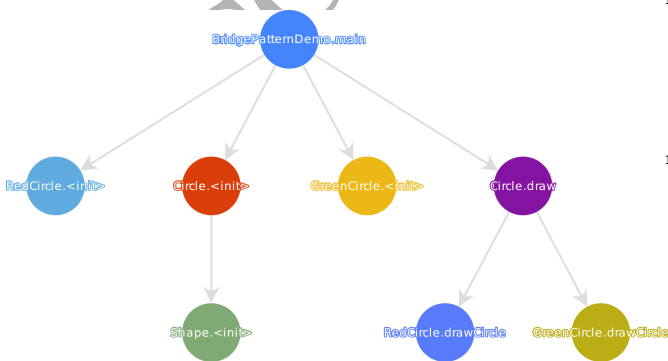 BridgePatternDemo.main
RedCircle.<init>
Circle.<init>
GreenCircle.<init>
Circle.draw
Shape.<init>
RedCircle.drawCircle
GreenCircle.drawCircle